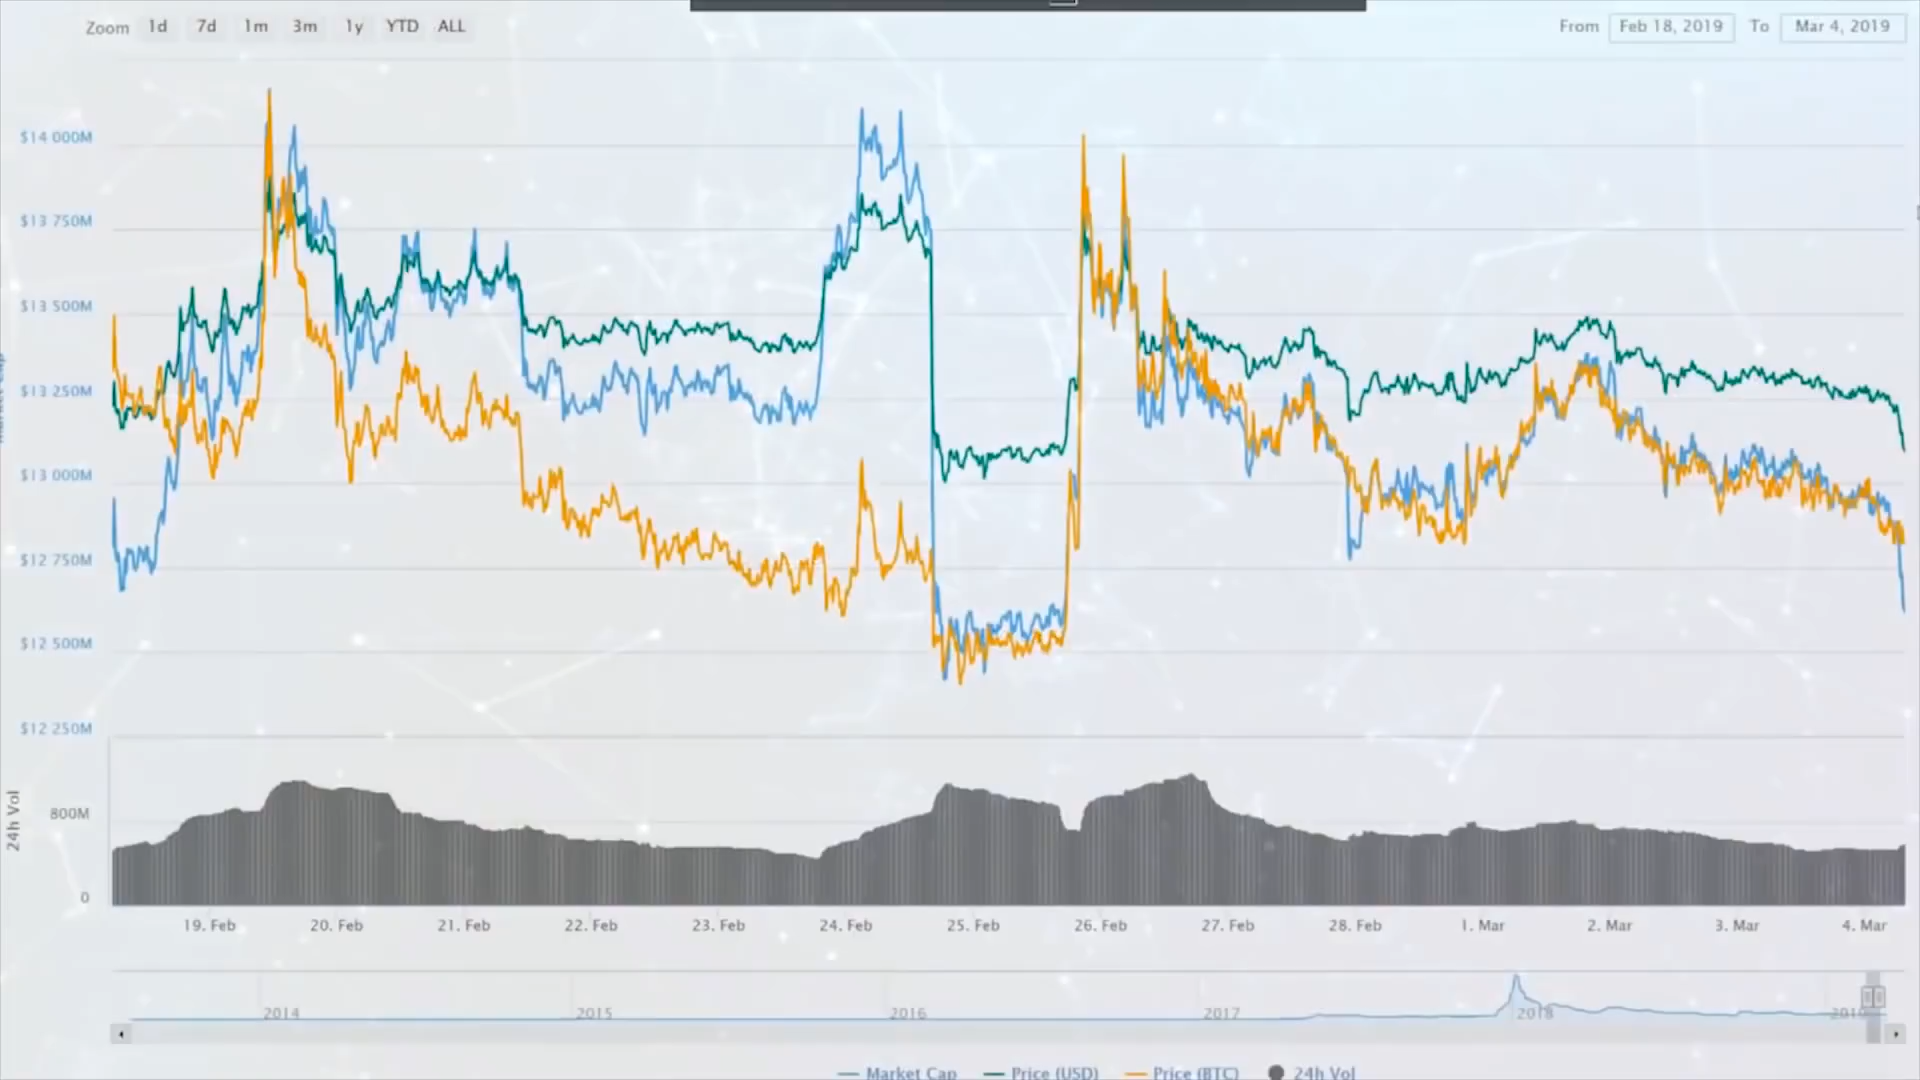 Zoom 1d 7d 1m 3m 1y YTD ALL From Feb 18, 2019 To Mar 4, 2019
$14 000M
$13 750M
$13 500M
$13 250M
$13 000M
$12 750M
$12 500M
$12 250M
24h Vol
800M
0
19. Feb 20. Feb 21. Feb 22. Feb 23. Feb 24. Feb 25. Feb 26. Feb 27. Feb 28. Feb 1. Mar 2. Mar 3. Mar 4. Mar
2014 2015 2016 2017 2018
Market Cap Price (USD) Price (BTC) 24h Vol